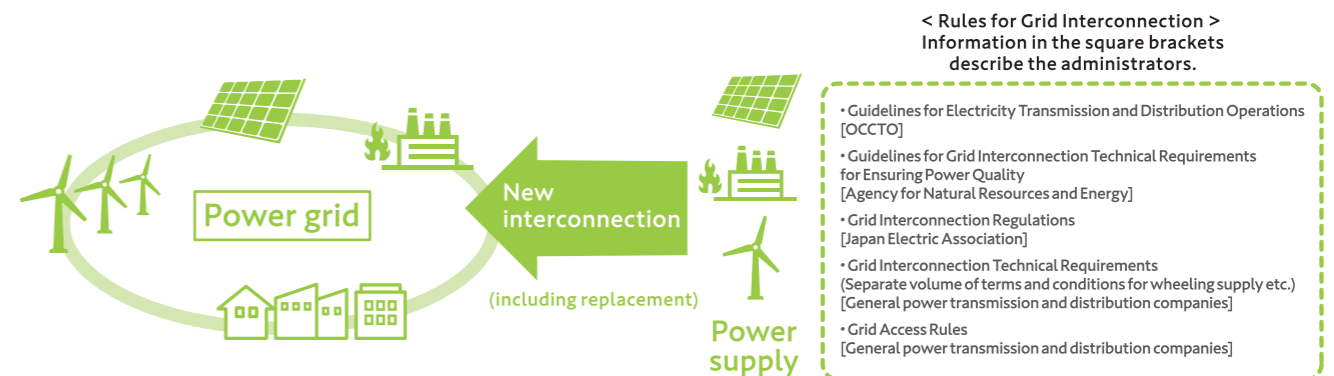 < Rules for Grid Interconnection >
Information in the square brackets
describe the administrators.
Power grid
New
interconnection
(including replacement)
Power
supply
• Guidelines for Electricity Transmission and Distribution Operations
[OCCTO]
• Guidelines for Grid Interconnection Technical Requirements
for Ensuring Power Quality
[Agency for Natural Resources and Energy]
• Grid Interconnection Regulations
[Japan Electric Association]
• Grid Interconnection Technical Requirements
(Separate volume of terms and conditions for wheeling supply etc.)
[General power transmission and distribution companies]
• Grid Access Rules
[General power transmission and distribution companies]